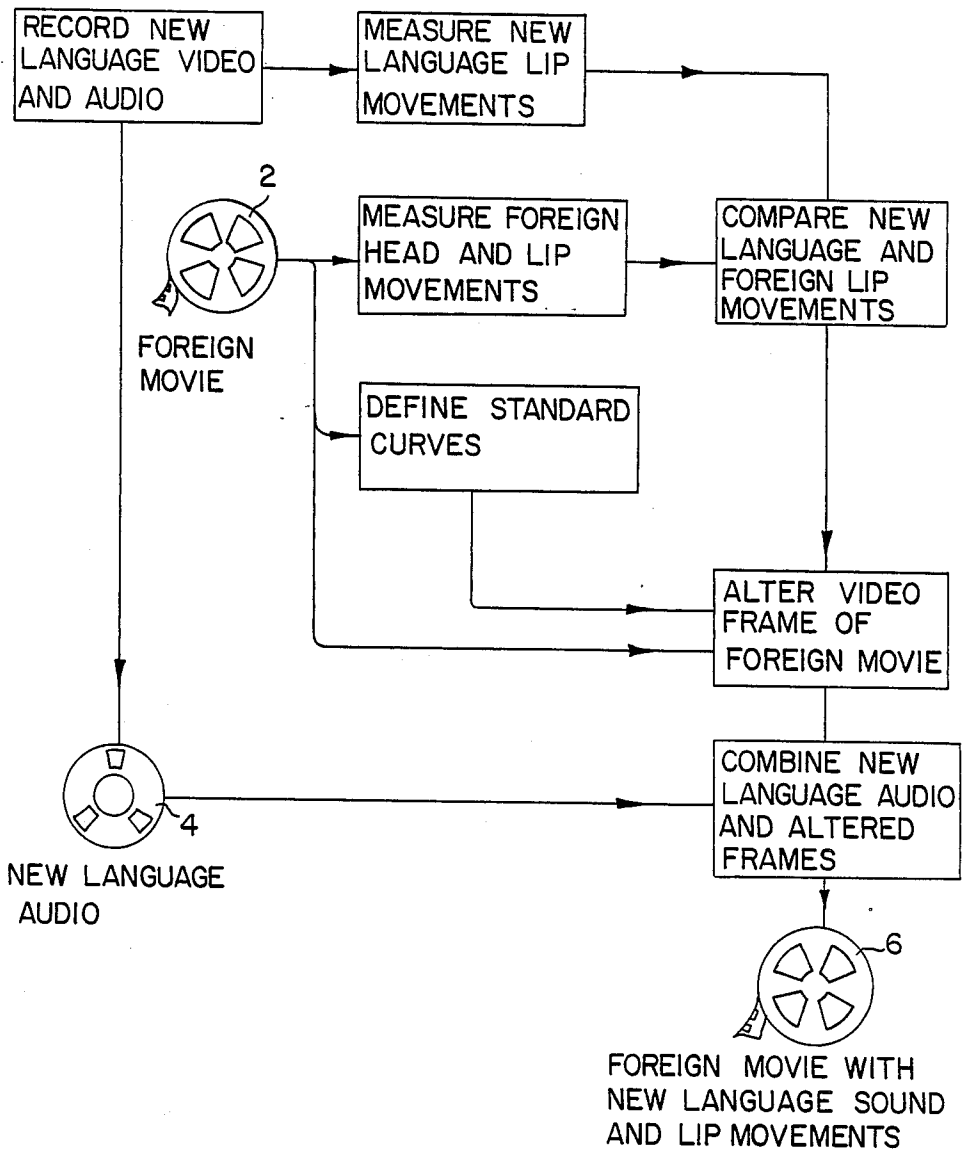 RECORD NEW
LANGUAGE VIDEO
AND AUDIO
MEASURE NEW
LANGUAGE LIP
MOVEMENTS
2
FOREIGN
MOVIE
MEASURE FOREIGN
HEAD AND LIP
MOVEMENTS
COMPARE NEW
LANGUAGE AND
FOREIGN LIP
MOVEMENTS
DEFINE STANDARD
CURVES
ALTER VIDEO
FRAME OF
FOREIGN MOVIE
4
NEW LANGUAGE
AUDIO
COMBINE NEW
LANGUAGE AUDIO
AND ALTERED
FRAMES
6
FOREIGN MOVIE WITH
NEW LANGUAGE SOUND
AND LIP MOVEMENTS